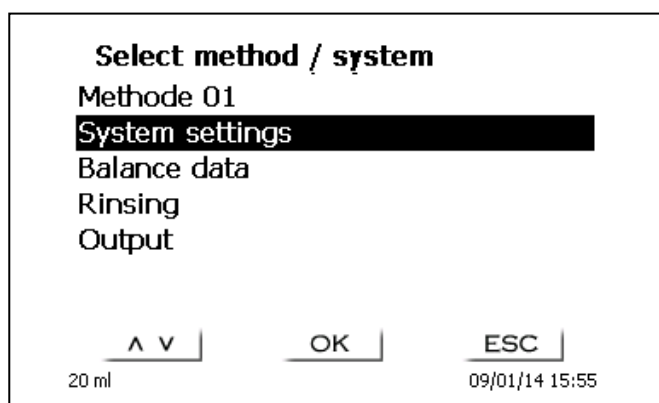 Select method / system
Methode 01
System settings
Balance data
Rinsing
Output
∧ ∨ OK ESC
20 ml 09/01/14 15:55